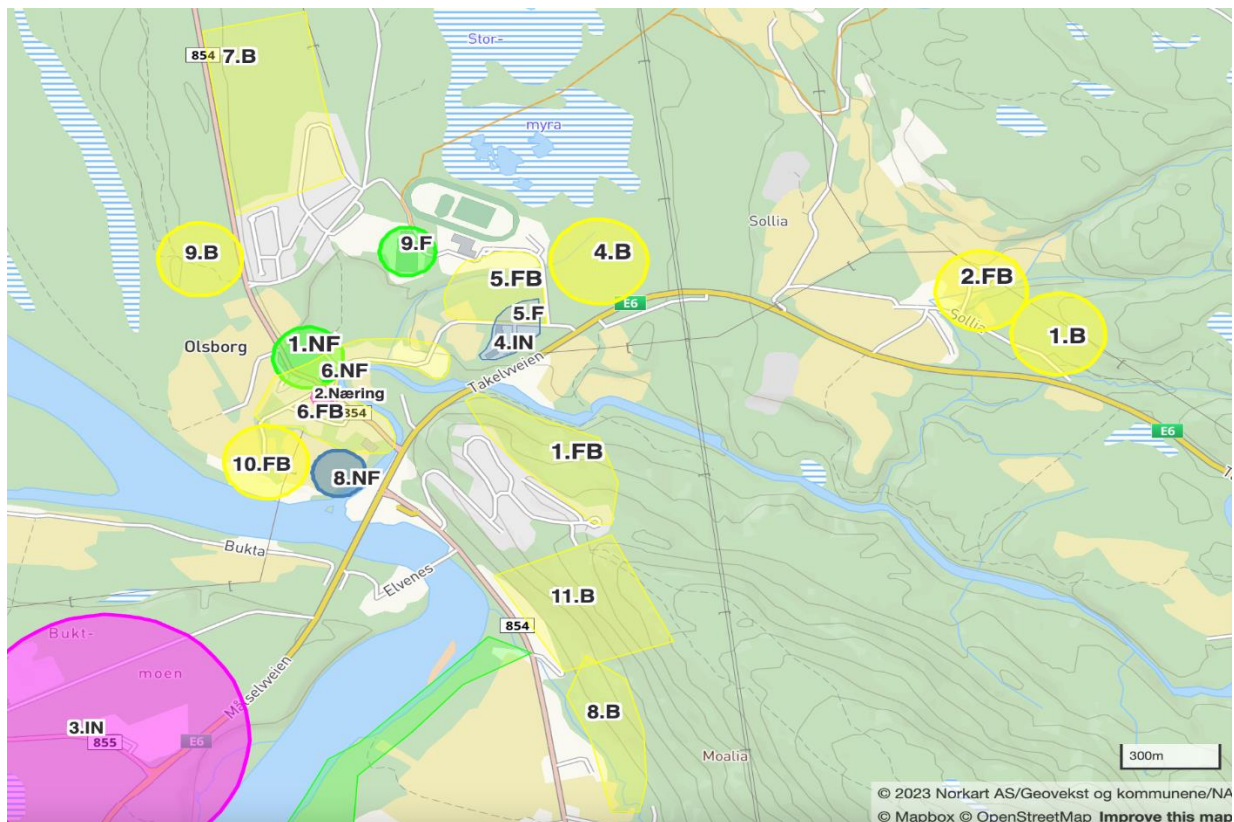 Stor-
854
7.B
myra
Sollia
9.B
9.F
4.B
5.FB
2.FB
E6
5.F
Sollia
1.B
Olsborg
1.NF
4.IN
6.NF
Takelvveien
2.Næring
6.FB
354
E6
10.FB
8.NF
1.FB
Bukta
Elvenes
11.B
854
Bukt-
moen
Målselvveien
3.IN
855
E6
8.B
Moalia
300m
© 2023 Norkart AS/Geovekst og kommunene/NA
© Mapbox © OpenStreetMap Improve this map